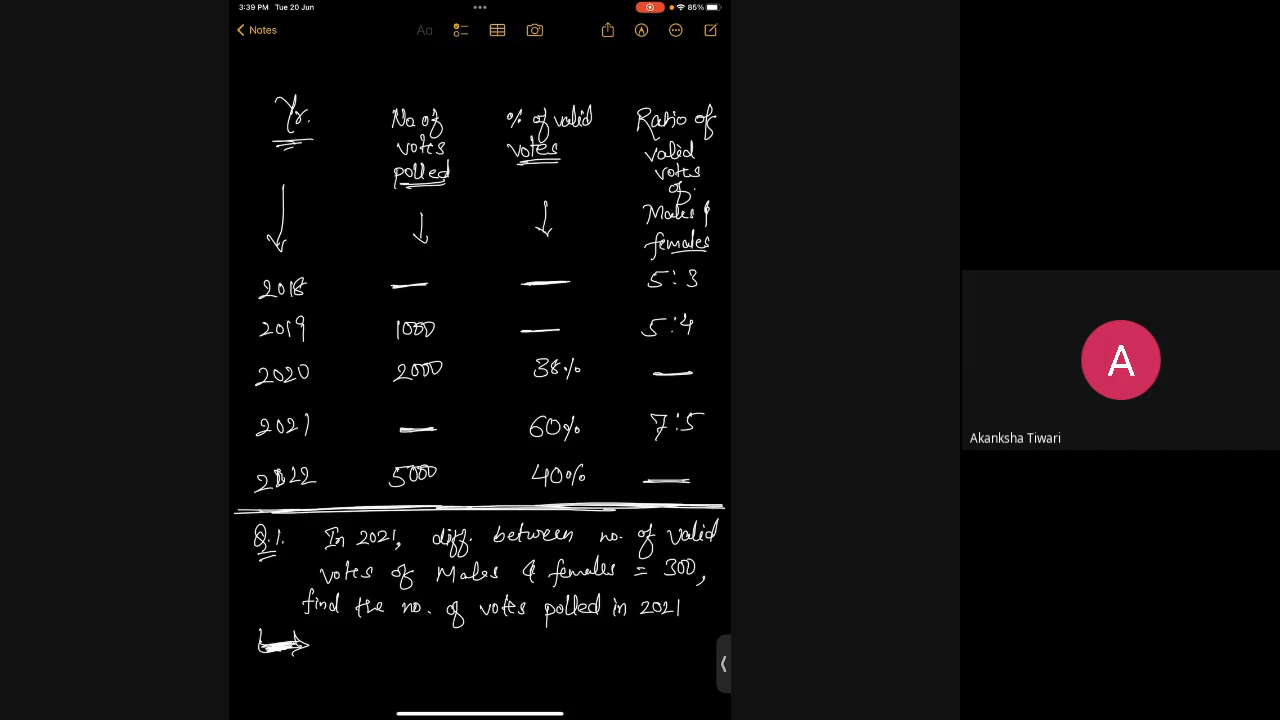 3:39 PM Tue 20 Jun
85%
Notes
Aa
Yr. No of votes polled % of valid votes Ratio of valid votes of Males & females
2018 — — 5:3
2019 1000 — 5:4
2020 2000 38% —
2021 — 60% 7:5
2022 5000 40% —
Q.1. In 2021, diff. between no. of valid
votes of Males & females = 300,
find the no. of votes polled in 2021
A
Akanksha Tiwari